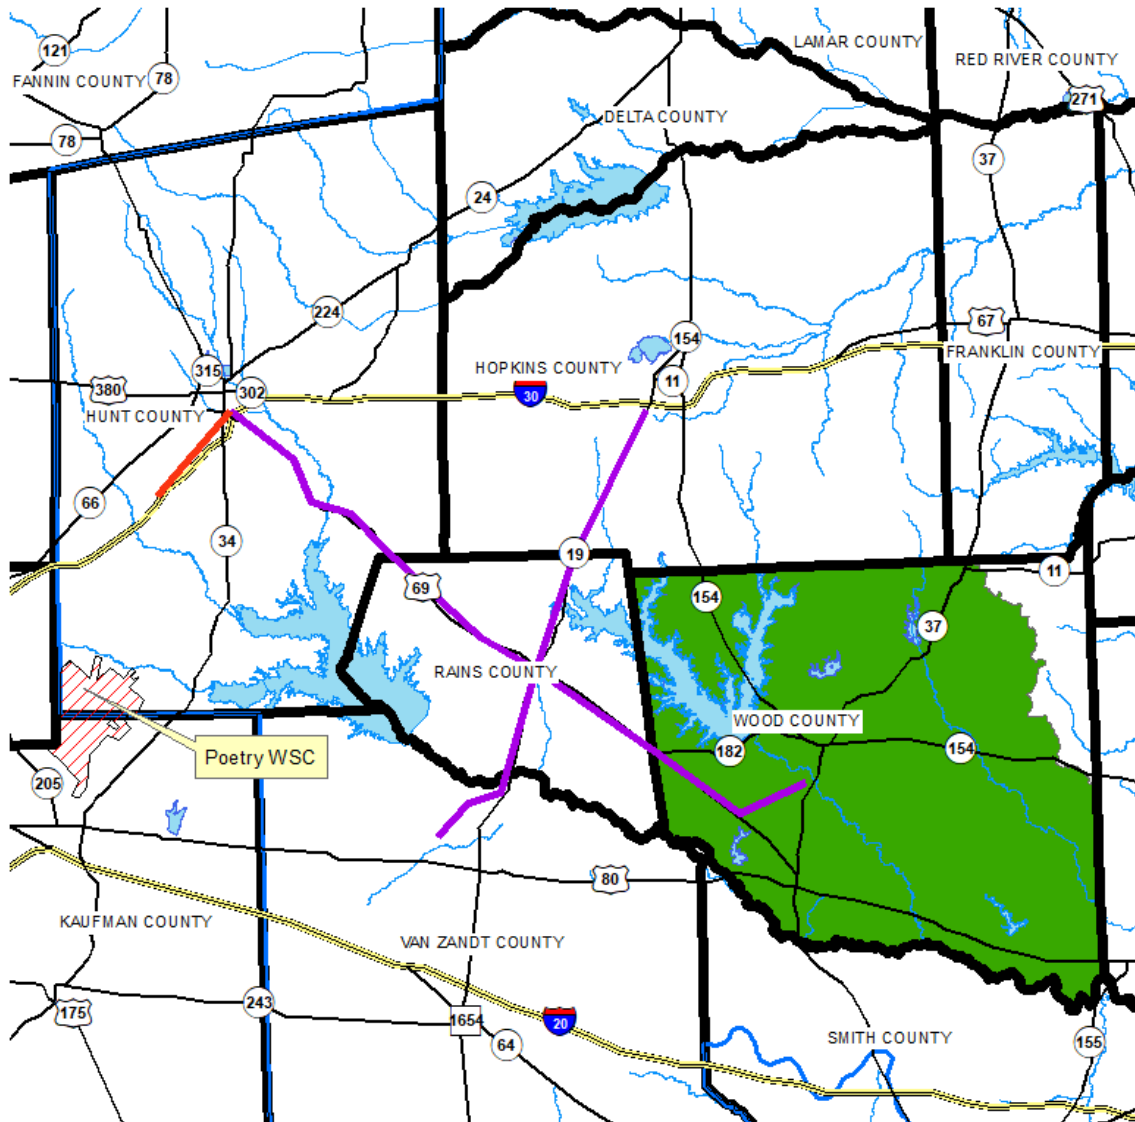 LAMAR COUNTY
121
RED RIVER COUNTY
FANNIN COUNTY
78
271
DELTA COUNTY
78
37
24
224
67
154
HOPKINS COUNTY
FRANKLIN COUNTY
315
11
380
302
30
HUNT COUNTY
66
34
19
11
69
154
37
RAINS COUNTY
WOOD COUNTY
182
154
Poetry WSC
205
80
KAUFMAN COUNTY
VAN ZANDT COUNTY
243
175
1654
20
64
SMITH COUNTY
155